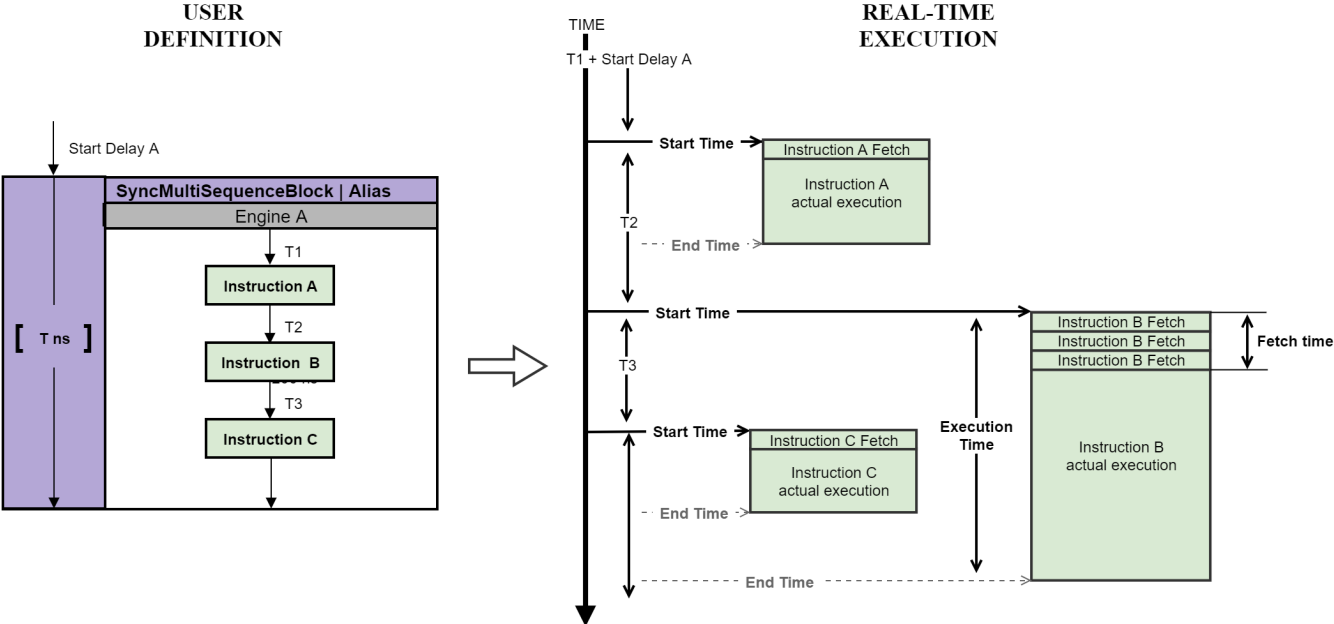 USER
DEFINITION
Start Delay A
SyncMultiSequenceBlock | Alias
Engine A
T1
Instruction A
T2
[ T ns ]
Instruction  B
T3
Instruction C
REAL-TIME
EXECUTION
TIME
T1 + Start Delay A
Start Time
Instruction A Fetch
Instruction A
actual execution
T2
End Time
Start Time
Instruction B Fetch
Instruction B Fetch
Instruction B Fetch
Fetch time
T3
Execution
Time
Instruction B
actual execution
Start Time
Instruction C Fetch
Instruction C
actual execution
End Time
End Time